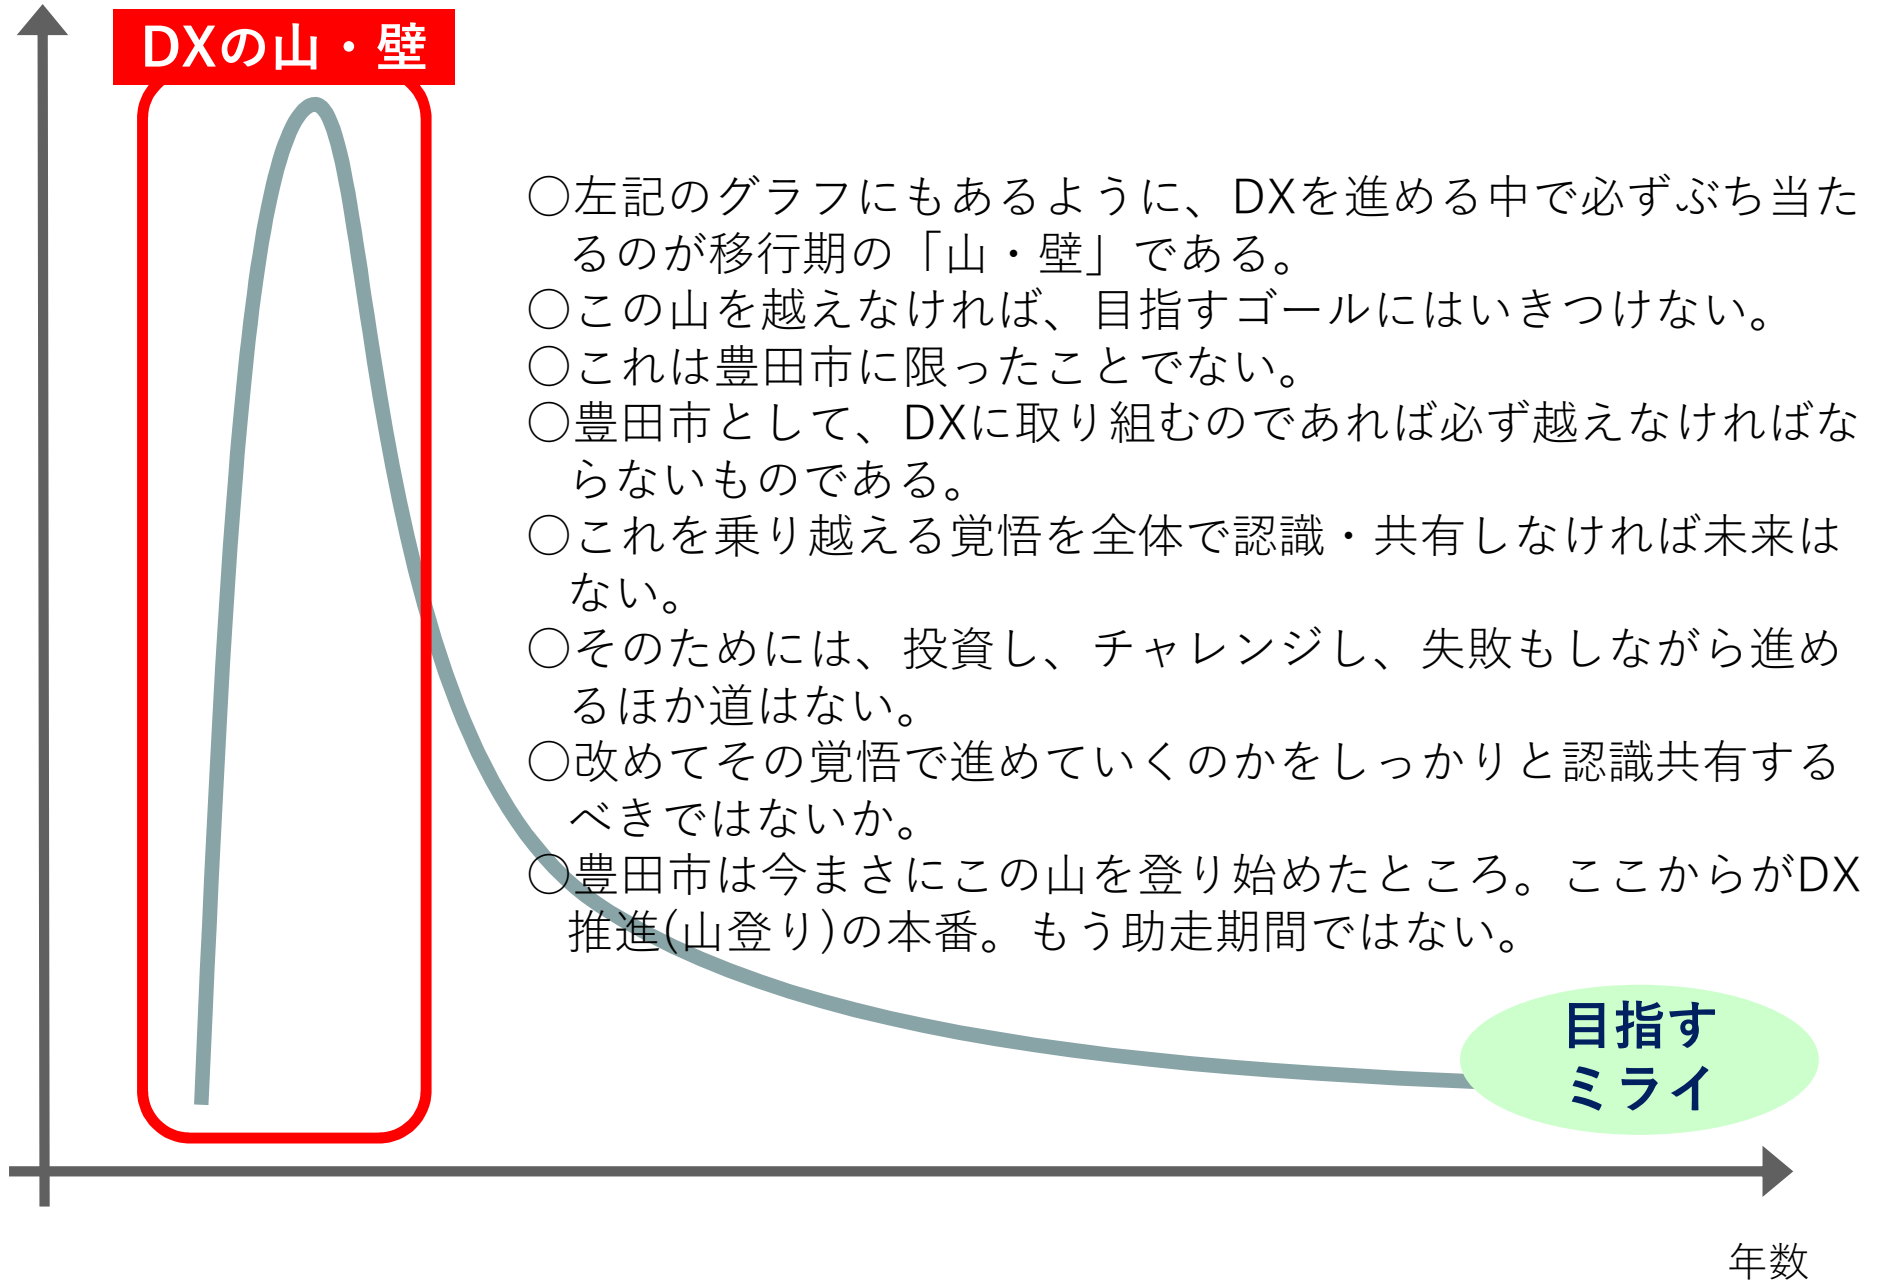 DXの山・壁
○左記のグラフにもあるように、DXを進める中で必ずぶち当た
るのが移行期の「山・壁」である。
○この山を越えなければ、目指すゴールにはいきつけない。
○これは豊田市に限ったことでない。
○豊田市として、DXに取り組むのであれば必ず越えなければな
らないものである。
○これを乗り越える覚悟を全体で認識・共有しなければ未来は
ない。
○そのためには、投資し、チャレンジし、失敗もしながら進め
るほか道はない。
○改めてその覚悟で進めていくのかをしっかりと認識共有する
べきではないか。
○豊田市は今まさにこの山を登り始めたところ。ここからがDX
推進(山登り)の本番。もう助走期間ではない。
目指す
ミライ
年数